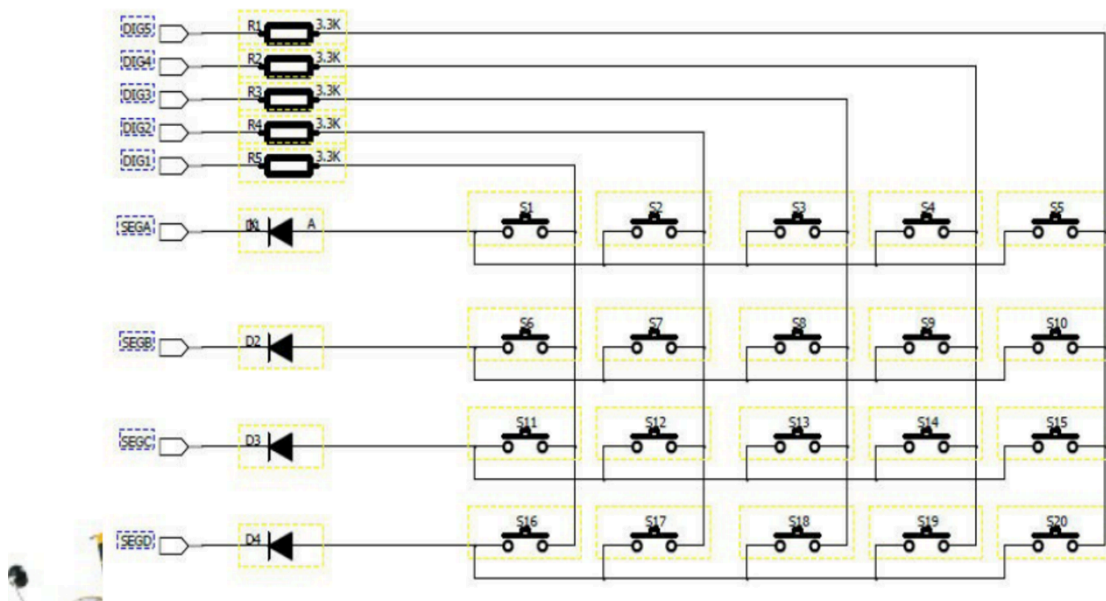 DIG5 R1 3.3K
DIG4 R2 3.3K
DIG3 R3 3.3K
DIG2 R4 3.3K
DIG1 R5 3.3K
S1 S2 S3 S4 S5
SEGA A
S6 S7 S8 S9 S10
SEGB D2
S11 S12 S13 S14 S15
SEGC D3
S16 S17 S18 S19 S20
SEGD D4